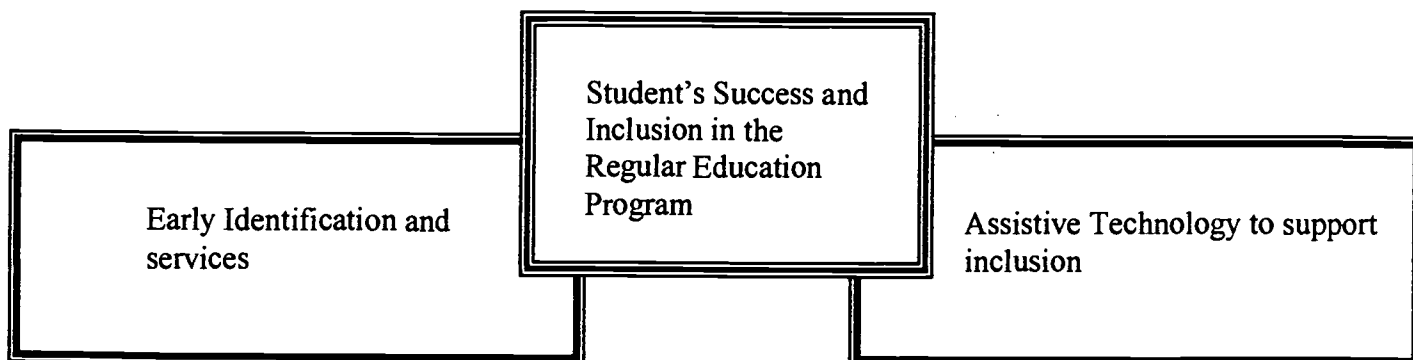 Student's Success and
Inclusion in the
Regular Education
Program
Early Identification and
services
Assistive Technology to support
inclusion